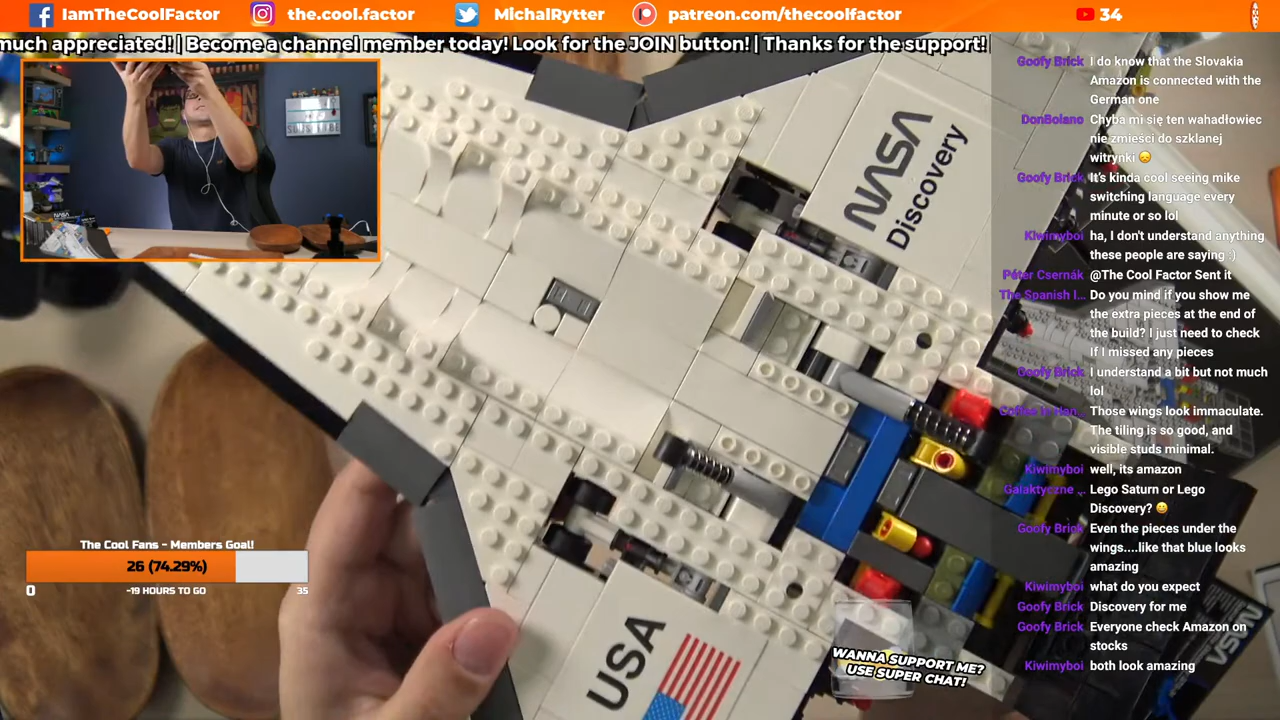 IamTheCoolFactor
the.cool.factor
MichalRytter
patreon.com/thecoolfactor
34
much appreciated! | Become a channel member today! Look for the JOIN button! | Thanks for the support!
NASA
Discovery
USA
NASA
The Cool Fans - Members Goal!
26 (74.29%)
0
-19 HOURS TO GO
35
WANNA SUPPORT ME?
USE SUPER CHAT!
Goofy Brick I do know that the Slovakia
Amazon is connected with the
German one
DonBolano Chyba mi się ten wahadłowiec
nie zmieści do szklanej
witrynki 😞
Goofy Brick It's kinda cool seeing mike
switching language every
minute or so lol
Kiwimyboi ha, I don't understand anything
these people are saying :)
Péter Csernák @The Cool Factor Sent it
The Spanish I... Do you mind if you show me
the extra pieces at the end of
the build? I just need to check
If I missed any pieces
Goofy Brick I understand a bit but not much
lol
Those wings look immaculate.
The tiling is so good, and
visible studs minimal.
Kiwimyboi well, its amazon
Galaktyczne ... Lego Saturn or Lego
Discovery? 😄
Goofy Brick Even the pieces under the
wings....like that blue looks
amazing
Kiwimyboi what do you expect
Goofy Brick Discovery for me
Goofy Brick Everyone check Amazon on
stocks
Kiwimyboi both look amazing